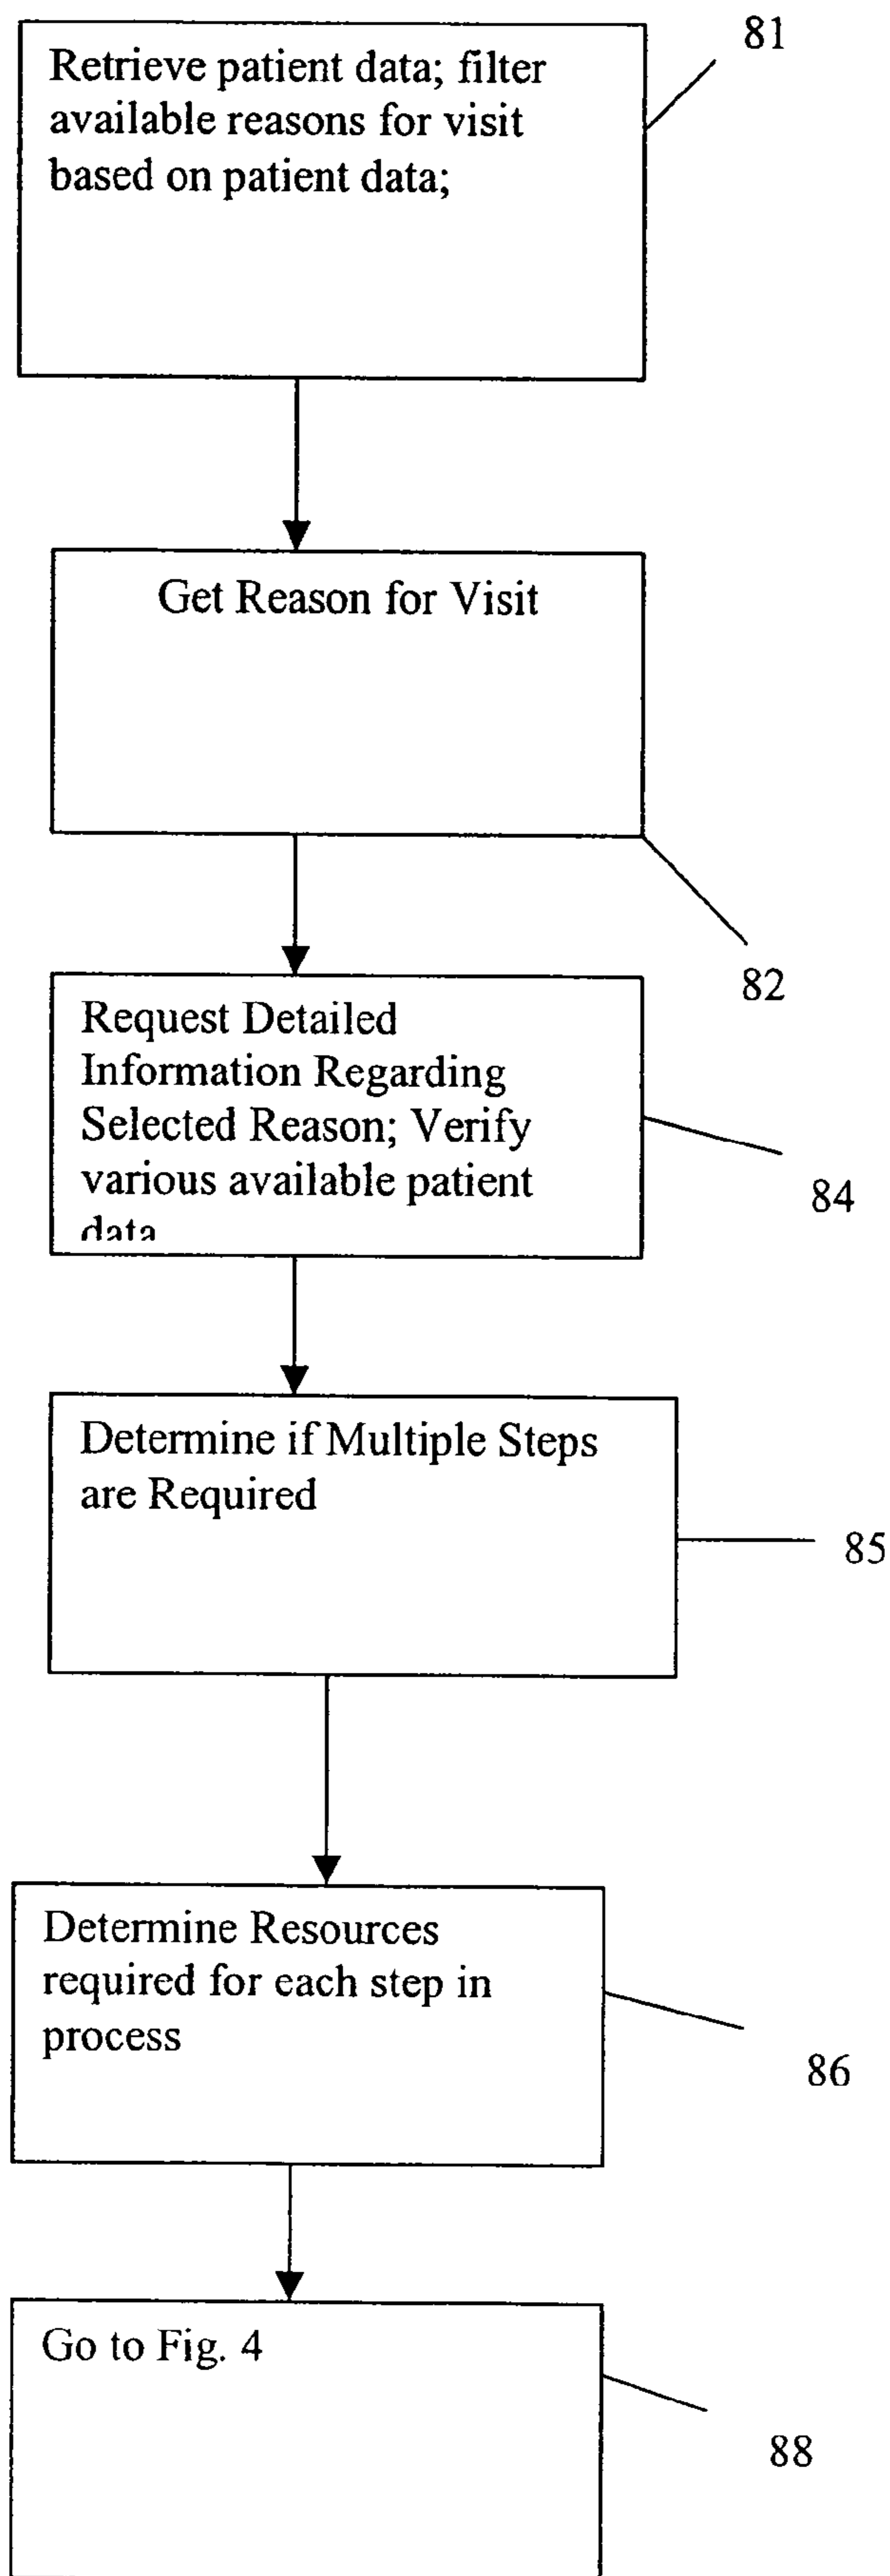 81
Retrieve patient data; filter
available reasons for visit
based on patient data;
Get Reason for Visit
82
Request Detailed
Information Regarding
Selected Reason; Verify
various available patient
data
84
Determine if Multiple Steps
are Required
85
Determine Resources
required for each step in
process
86
Go to Fig. 4
88